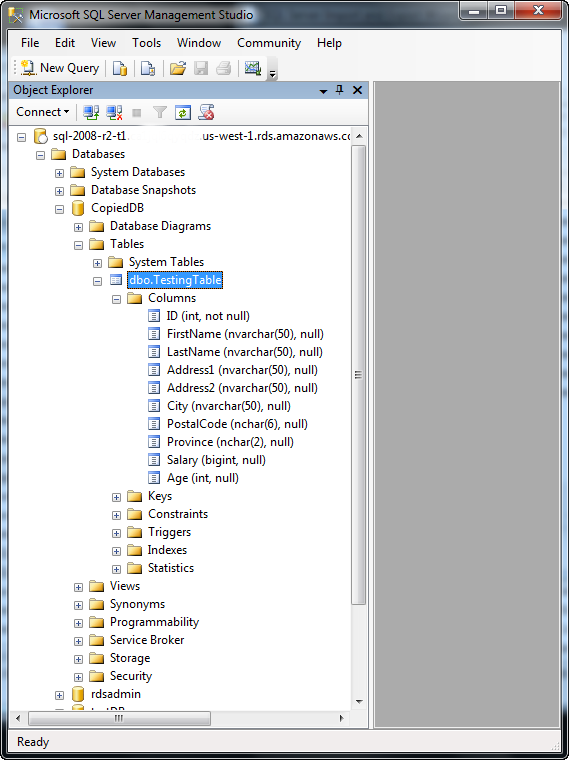 Microsoft SQL Server Management Studio
File Edit View Tools Window Community Help
New Query
Object Explorer
Connect
sql-2008-r2-t1. us-west-1.rds.amazonaws.cc
Databases
System Databases
Database Snapshots
CopiedDB
Database Diagrams
Tables
System Tables
dbo.TestingTable
Columns
ID (int, not null)
FirstName (nvarchar(50), null)
LastName (nvarchar(50), null)
Address1 (nvarchar(50), null)
Address2 (nvarchar(50), null)
City (nvarchar(50), null)
PostalCode (nchar(6), null)
Province (nchar(2), null)
Salary (bigint, null)
Age (int, null)
Keys
Constraints
Triggers
Indexes
Statistics
Views
Synonyms
Programmability
Service Broker
Storage
Security
rdsadmin
Ready